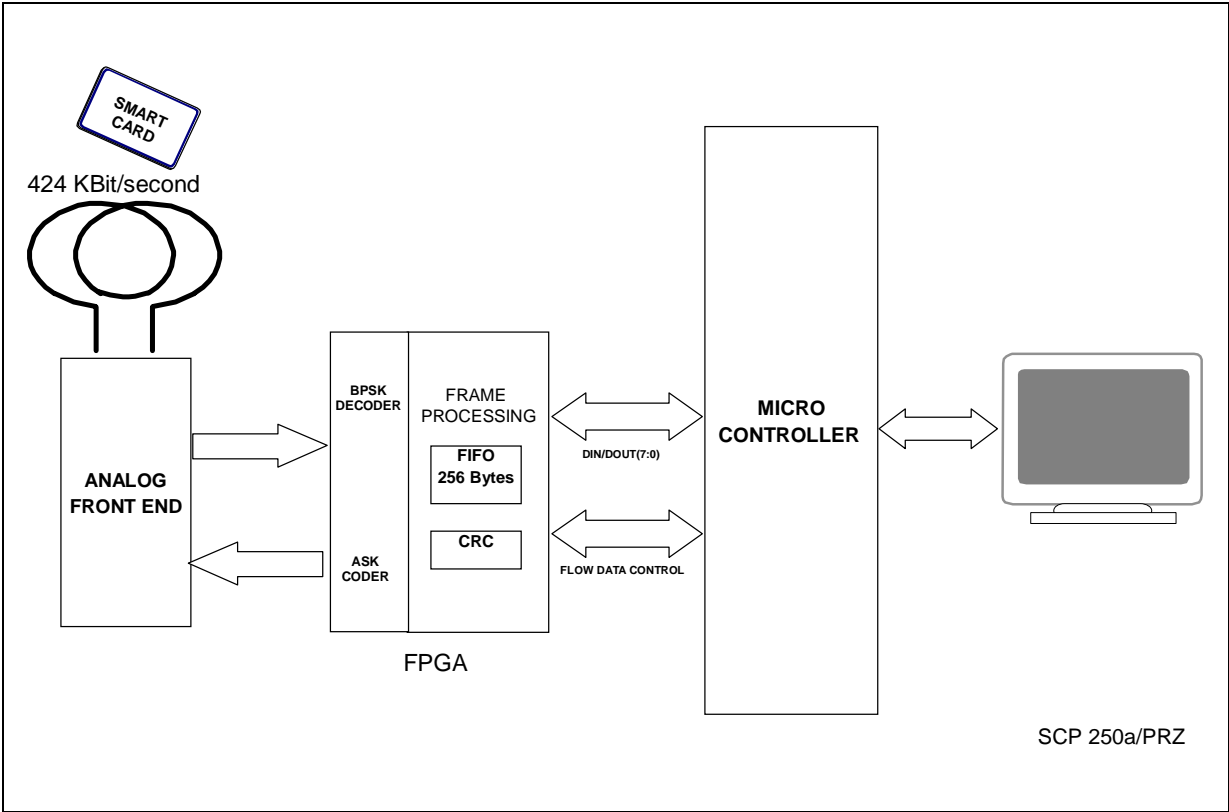 SMART
CARD
424 KBit/second
ANALOG
FRONT END
BPSK
DECODER
ASK
CODER
FRAME
PROCESSING
FIFO
256 Bytes
CRC
FPGA
DIN/DOUT(7:0)
FLOW DATA CONTROL
MICRO
CONTROLLER
SCP 250a/PRZ